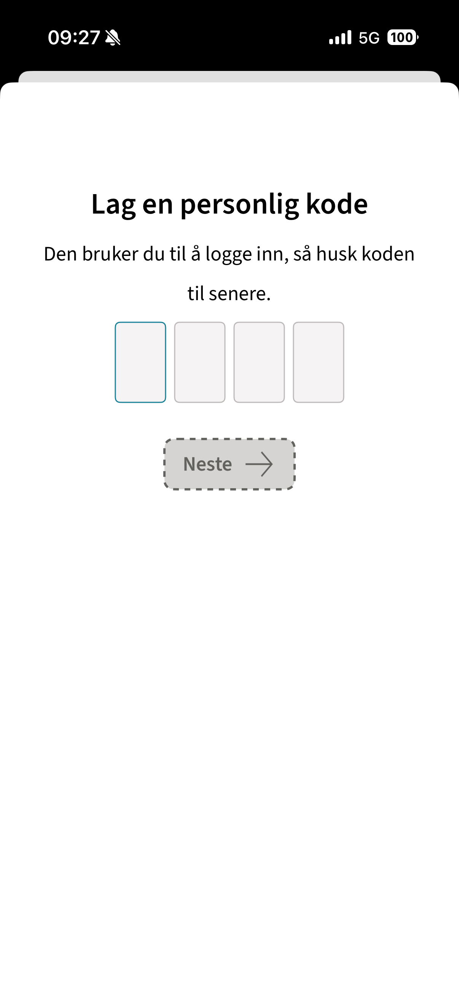 09:27
5G
100
Lag en personlig kode
Den bruker du til å logge inn, så husk koden
til senere.
Neste